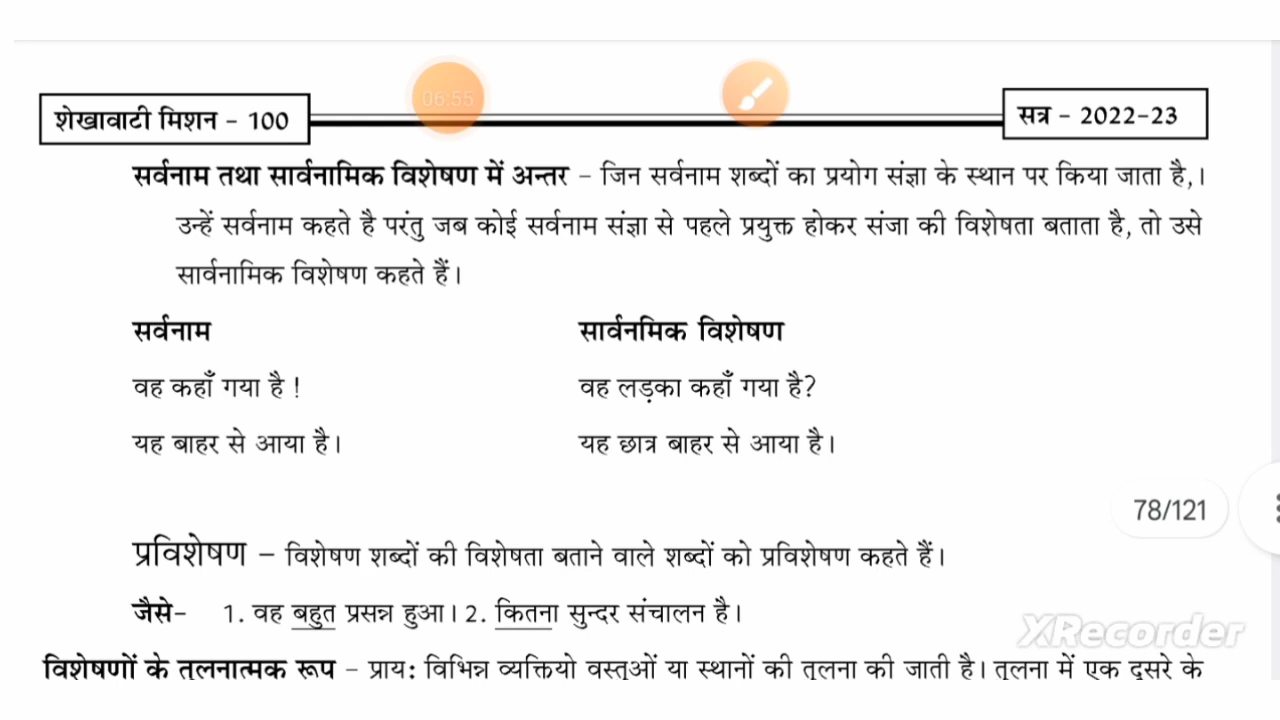 शेखावाटी मिशन - 100
06:55
सत्र - 2022-23
सर्वनाम तथा सार्वनामिक विशेषण में अन्तर - जिन सर्वनाम शब्दों का प्रयोग संज्ञा के स्थान पर किया जाता है,।
उन्हें सर्वनाम कहते है परंतु जब कोई सर्वनाम संज्ञा से पहले प्रयुक्त होकर संजा की विशेषता बताता है, तो उसे
सार्वनामिक विशेषण कहते हैं।
सर्वनाम सार्वनमिक विशेषण
वह कहाँ गया है ! वह लड़का कहाँ गया है?
यह बाहर से आया है। यह छात्र बाहर से आया है।
78/121
प्रविशेषण – विशेषण शब्दों की विशेषता बताने वाले शब्दों को प्रविशेषण कहते हैं।
जैसे- 1. वह बहुत प्रसन्न हुआ। 2. कितना सुन्दर संचालन है।
XRecorder
विशेषणों के तुलनात्मक रूप - प्राय: विभिन्न व्यक्तियो वस्तुओं या स्थानों की तुलना की जाती है। तुलना में एक दूसरे के